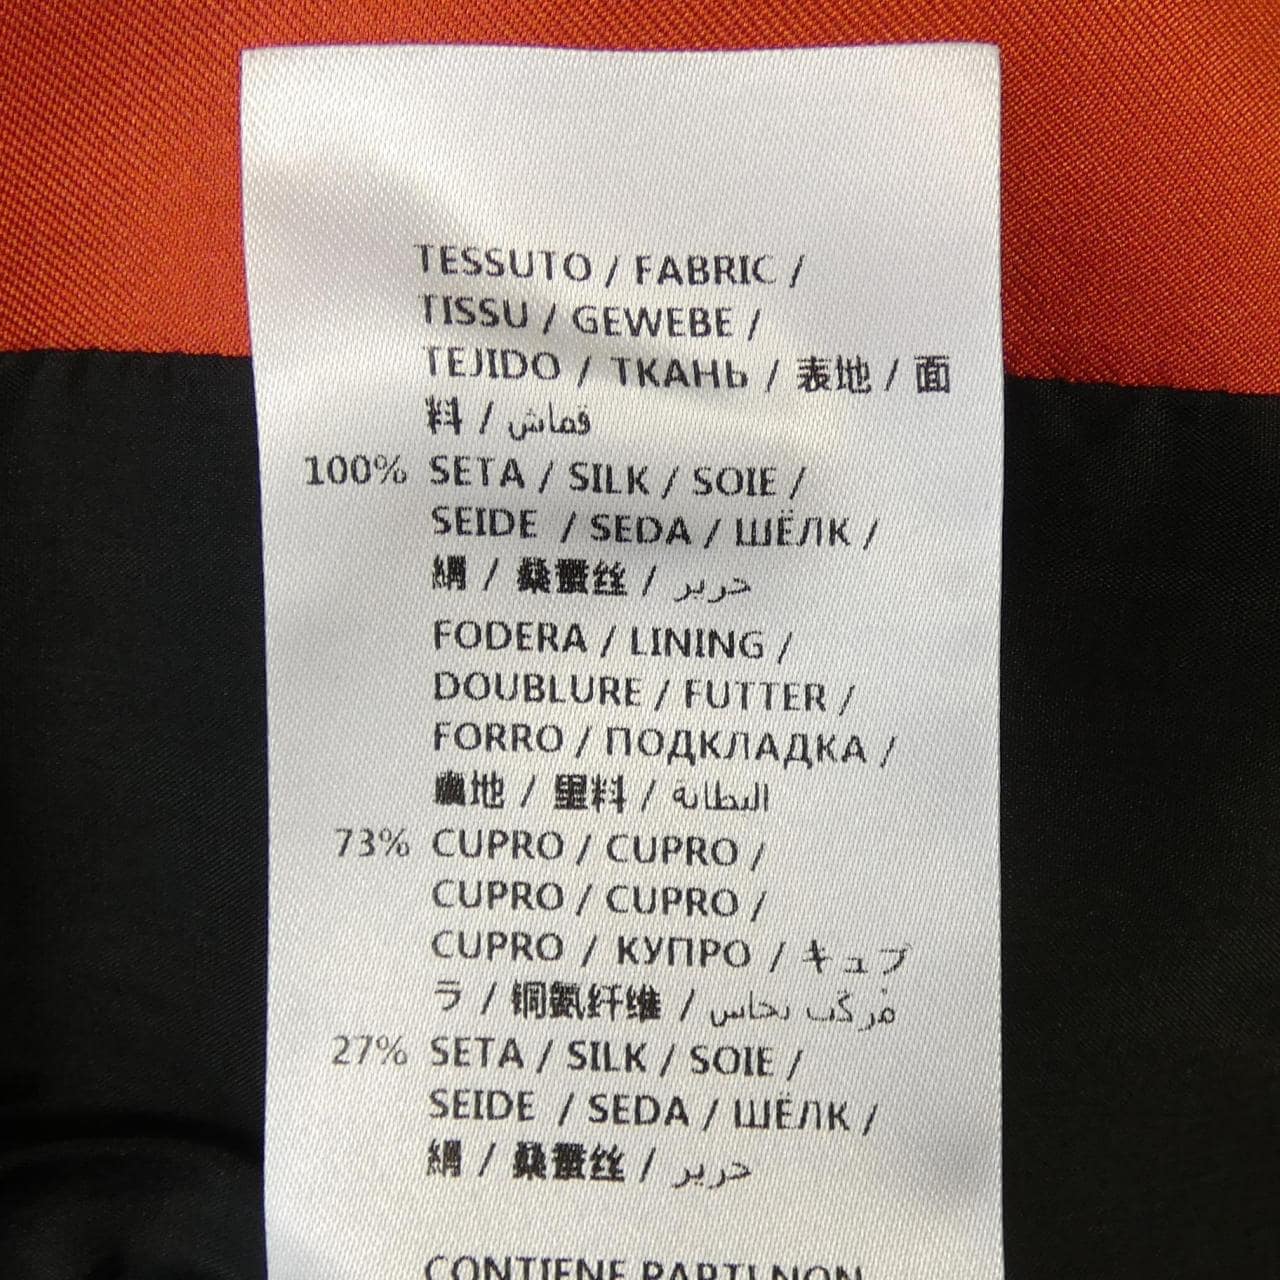 TESSUTO / FABRIC /
TISSU / GEWEBE /
TEJIDO / ТКАНЬ / 表地 / 面
料 / قماش
100% SETA / SILK / SOIE /
SEIDE / SEDA / ШЁЛК /
絹 / 桑蚕丝 / حرير
FODERA / LINING /
DOUBLURE / FUTTER /
FORRO / ПОДКЛАДКА /
裏地 / 里料 / البطانة
73% CUPRO / CUPRO /
CUPRO / CUPRO /
CUPRO / КУПРО / キュプ
ラ / 铜氨纤维 / مركب نحاس
27% SETA / SILK / SOIE /
SEIDE / SEDA / ШЁЛК /
絹 / 桑蚕丝 / حرير
CONTIENE PARTI NON